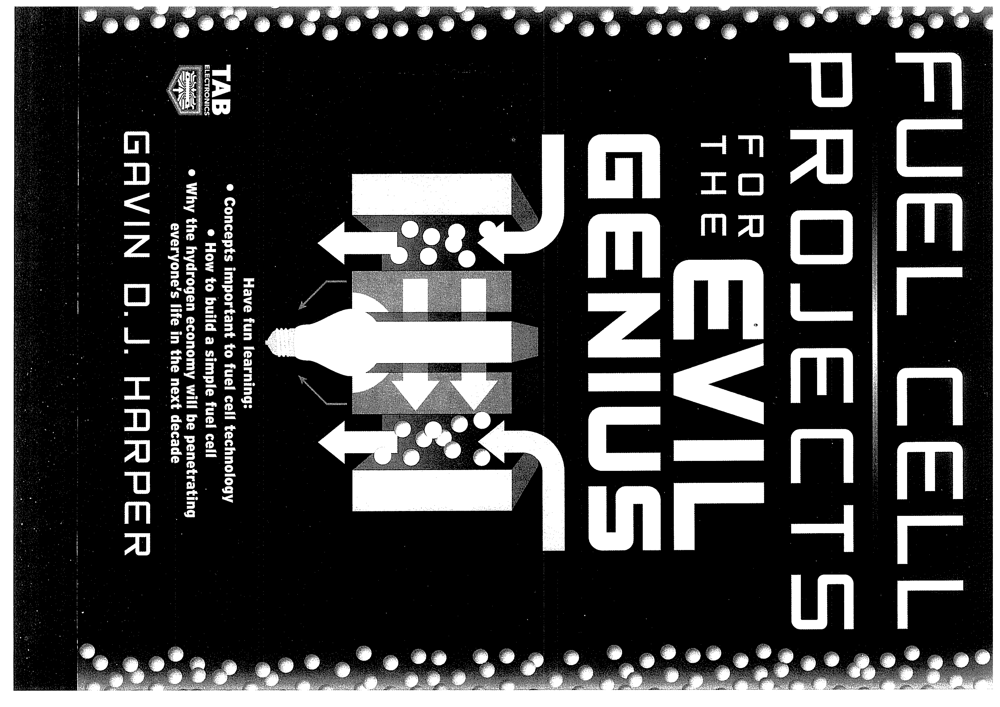 FUEL CELL
PROJECTS
FOR
THE
EVIL
GENIUS
Have fun learning:
• Concepts important to fuel cell technology
• How to build a simple fuel cell
• Why the hydrogen economy will be penetrating
everyone's life in the next decade
TAB
ELECTRONICS
GAVIN D.J. HARPER